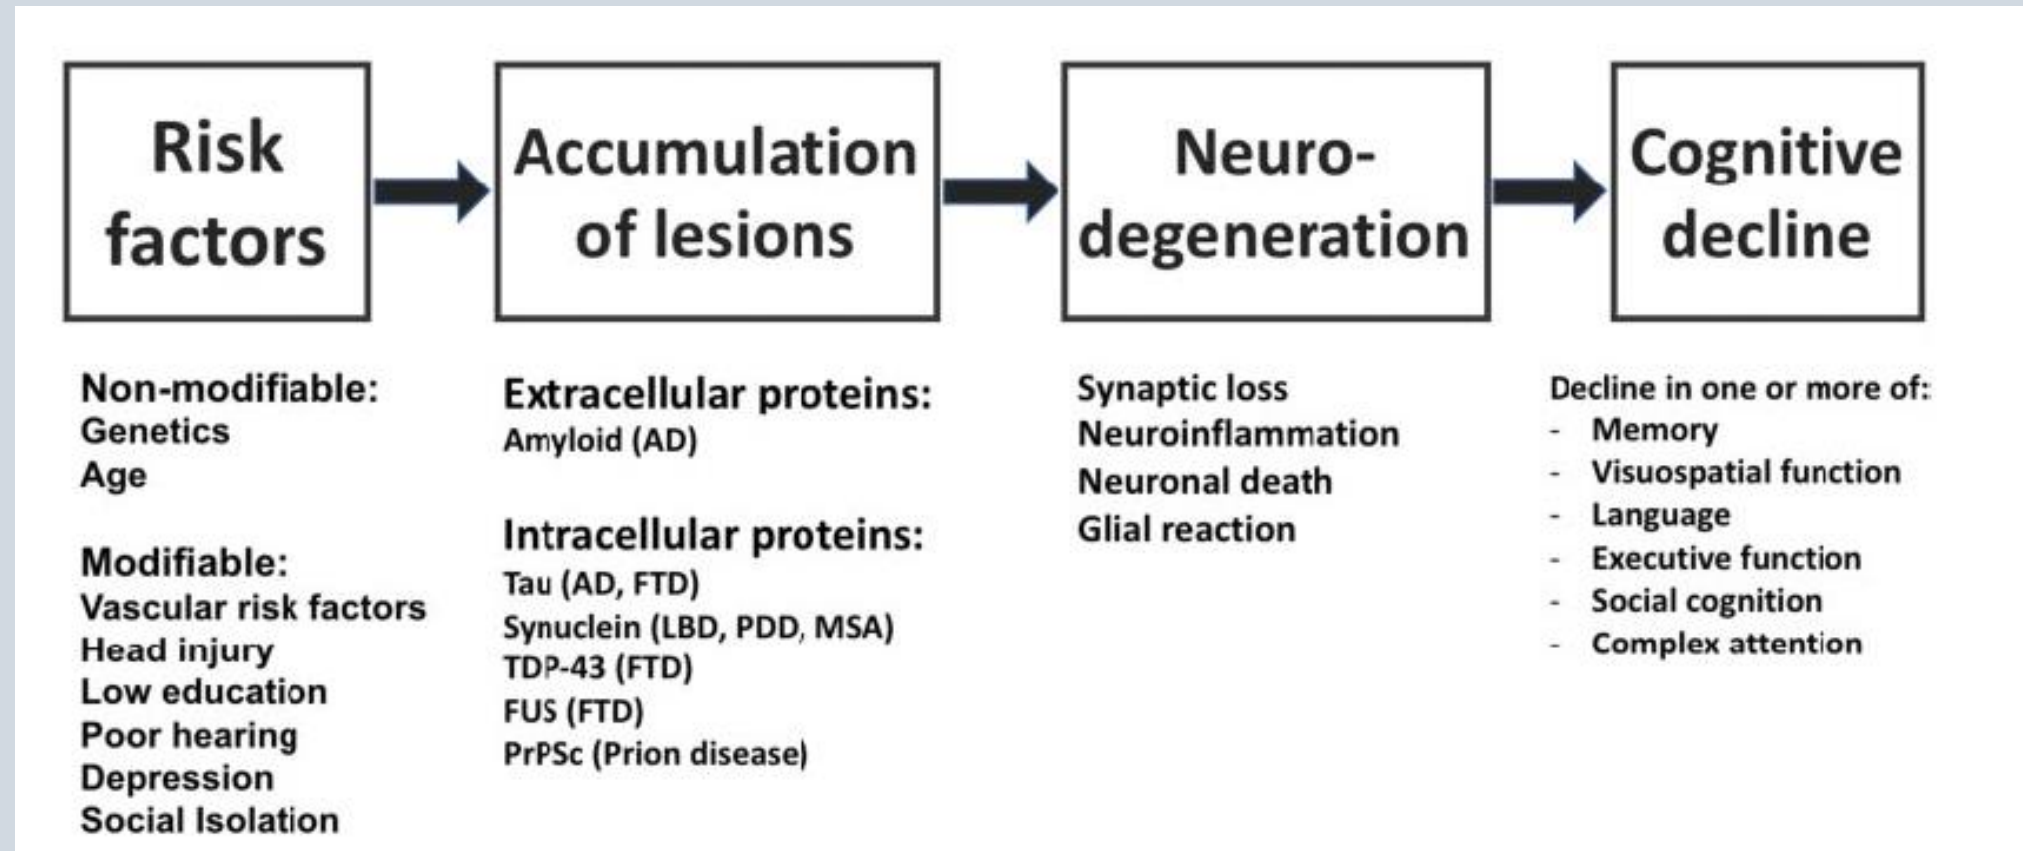 Risk
factors
Accumulation
of lesions
Neuro-
degeneration
Cognitive
decline
Non-modifiable:
Genetics
Age
Modifiable:
Vascular risk factors
Head injury
Low education
Poor hearing
Depression
Social Isolation
Extracellular proteins:
Amyloid (AD)
Intracellular proteins:
Tau (AD, FTD)
Synuclein (LBD, PDD, MSA)
TDP-43 (FTD)
FUS (FTD)
PrPSc (Prion disease)
Synaptic loss
Neuroinflammation
Neuronal death
Glial reaction
Decline in one or more of:
- Memory
- Visuospatial function
- Language
- Executive function
- Social cognition
- Complex attention